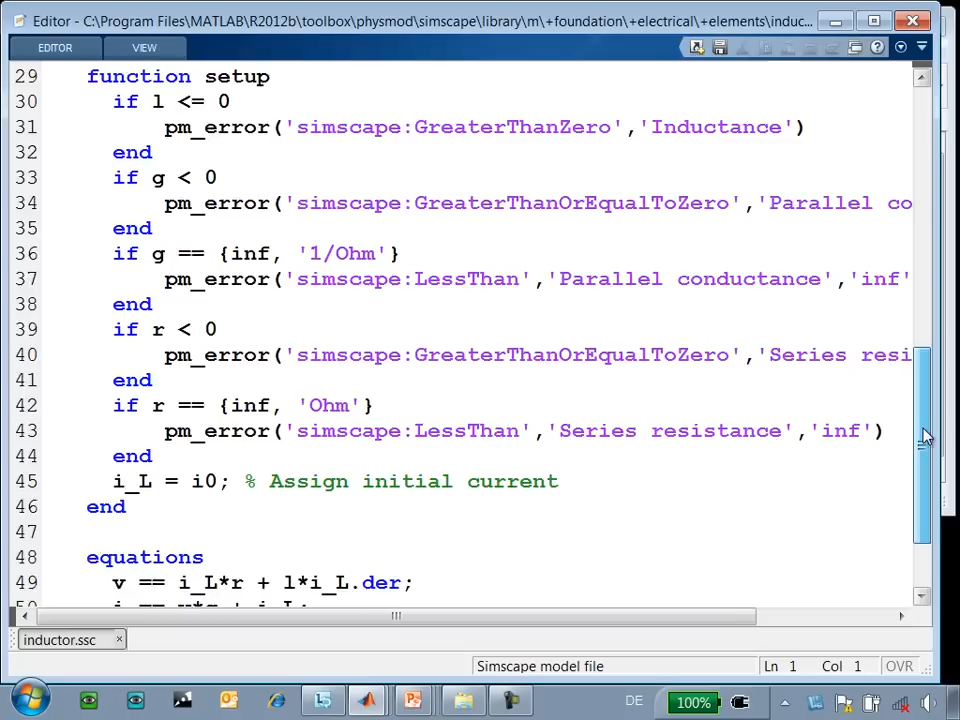 Editor - C:\Program Files\MATLAB\R2012b\toolbox\physmod\simscape\library\m\+foundation\+electrical\+elements\induc...
EDITOR VIEW
29 function setup
30 if l <= 0
31 pm_error('simscape:GreaterThanZero','Inductance')
32 end
33 if g < 0
34 pm_error('simscape:GreaterThanOrEqualToZero','Parallel co
35 end
36 if g == {inf, '1/Ohm'}
37 pm_error('simscape:LessThan','Parallel conductance','inf'
38 end
39 if r < 0
40 pm_error('simscape:GreaterThanOrEqualToZero','Series resi
41 end
42 if r == {inf, 'Ohm'}
43 pm_error('simscape:LessThan','Series resistance','inf')
44 end
45 i_L = i0; % Assign initial current
46 end
47
48 equations
49 v == i_L*r + l*i_L.der;
inductor.ssc ×
Simscape model file Ln 1 Col 1 OVR
DE 100%